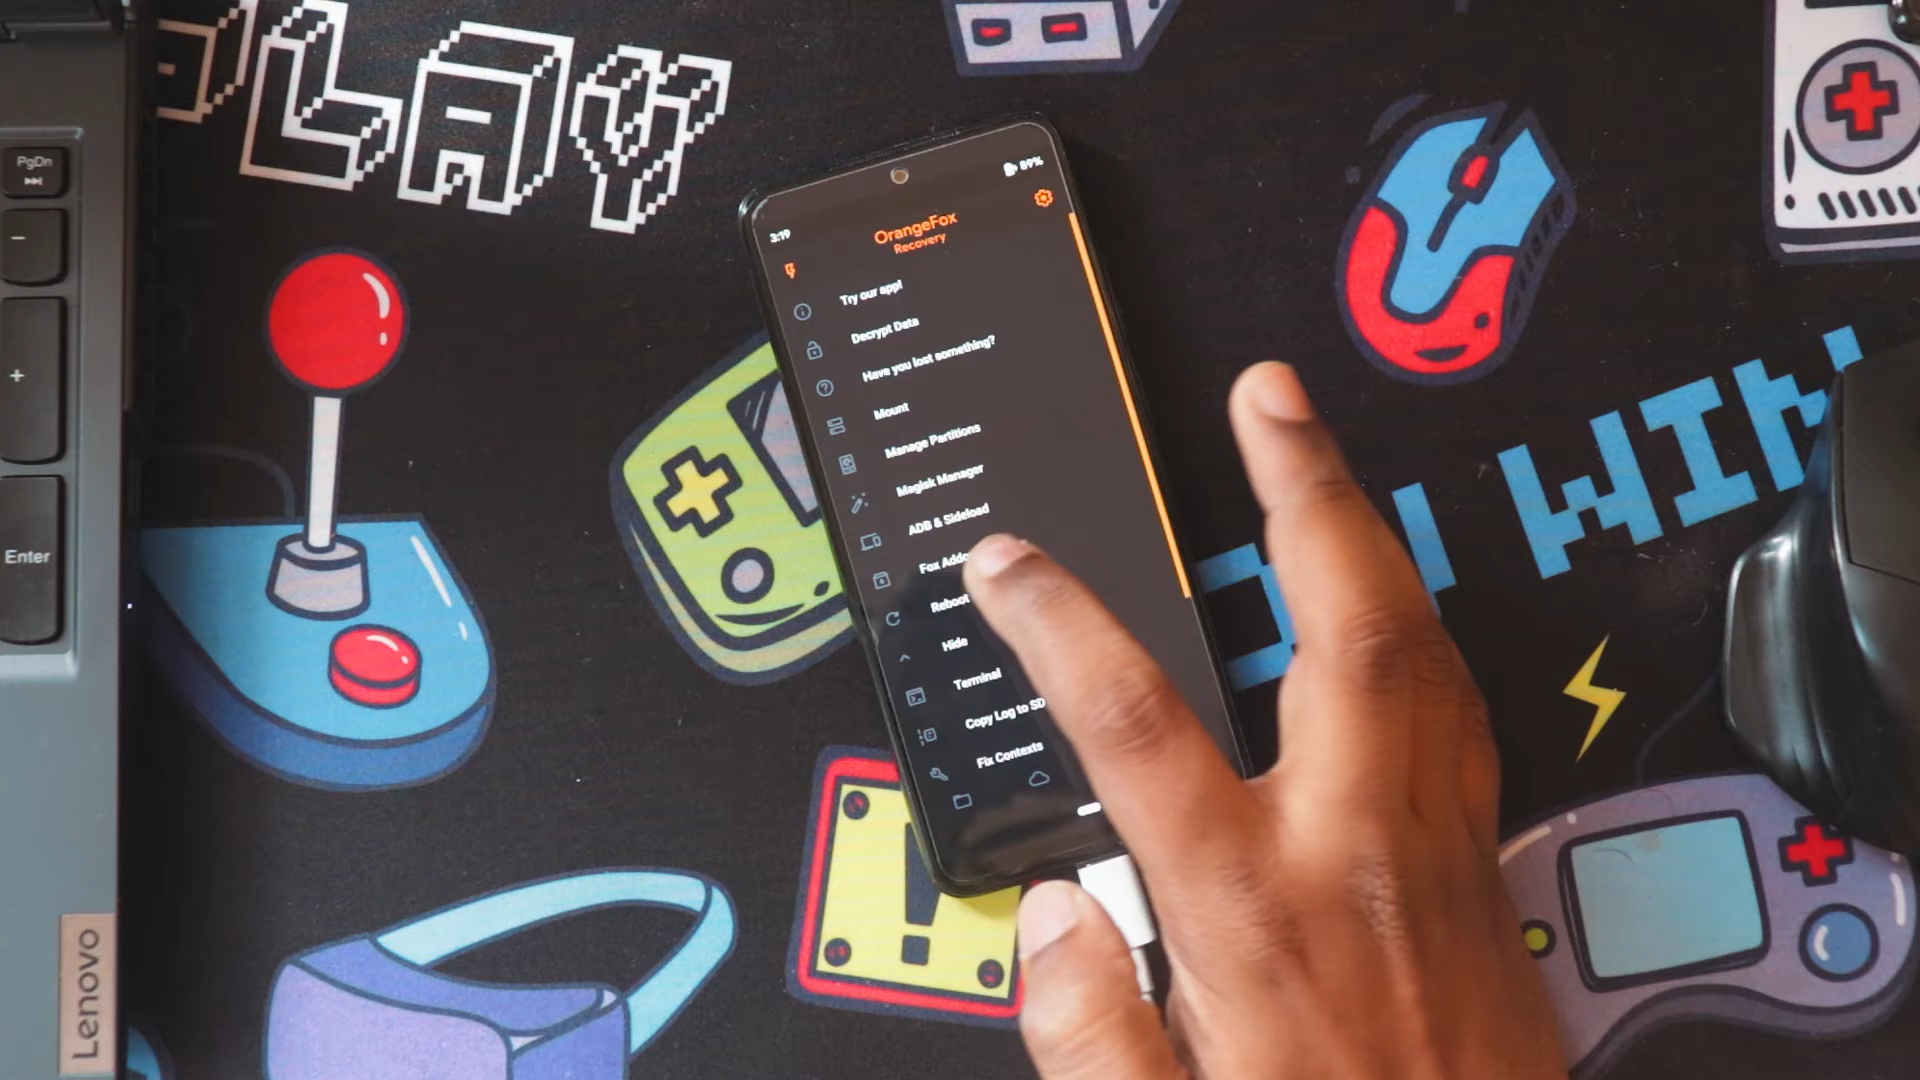 PLAY
PgDn
Enter
Lenovo
3:19
89%
OrangeFox
Recovery
Try our app!
Decrypt Data
Have you lost something?
Mount
Manage Partitions
Magisk Manager
ADB & Sideload
Fox
Reboot
Hide
Terminal
Copy Log to SD
Fix Contexts